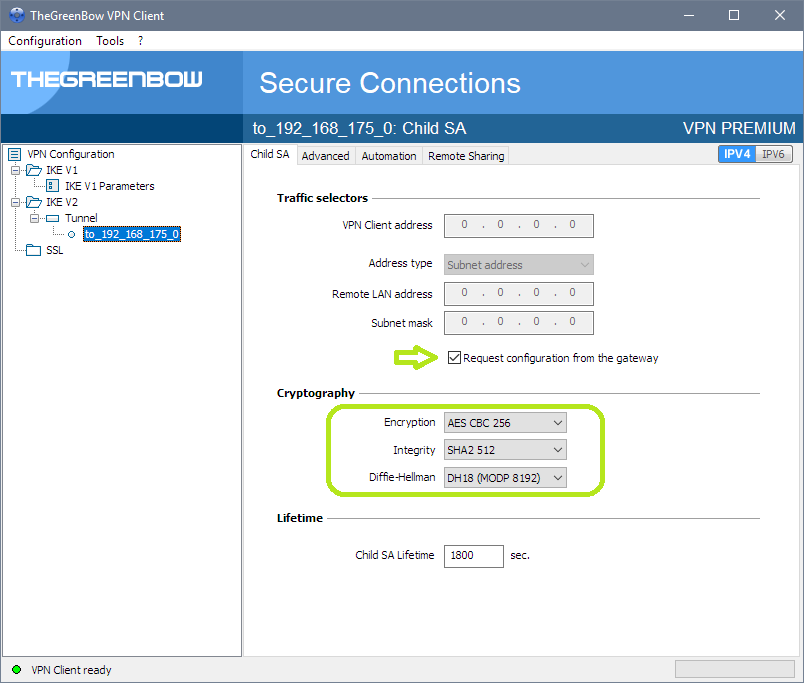 TheGreenBow VPN Client
Configuration Tools ?
THEGREENBOW
Secure Connections
to_192_168_175_0: Child SA VPN PREMIUM
VPN Configuration
IKE V1
IKE V1 Parameters
IKE V2
Tunnel
to_192_168_175_0
SSL
Child SA Advanced Automation Remote Sharing IPV4 IPV6
Traffic selectors
VPN Client address 0 . 0 . 0 . 0
Address type Subnet address
Remote LAN address 0 . 0 . 0 . 0
Subnet mask 0 . 0 . 0 . 0
Request configuration from the gateway
Cryptography
Encryption AES CBC 256
Integrity SHA2 512
Diffie-Hellman DH18 (MODP 8192)
Lifetime
Child SA Lifetime 1800 sec.
VPN Client ready